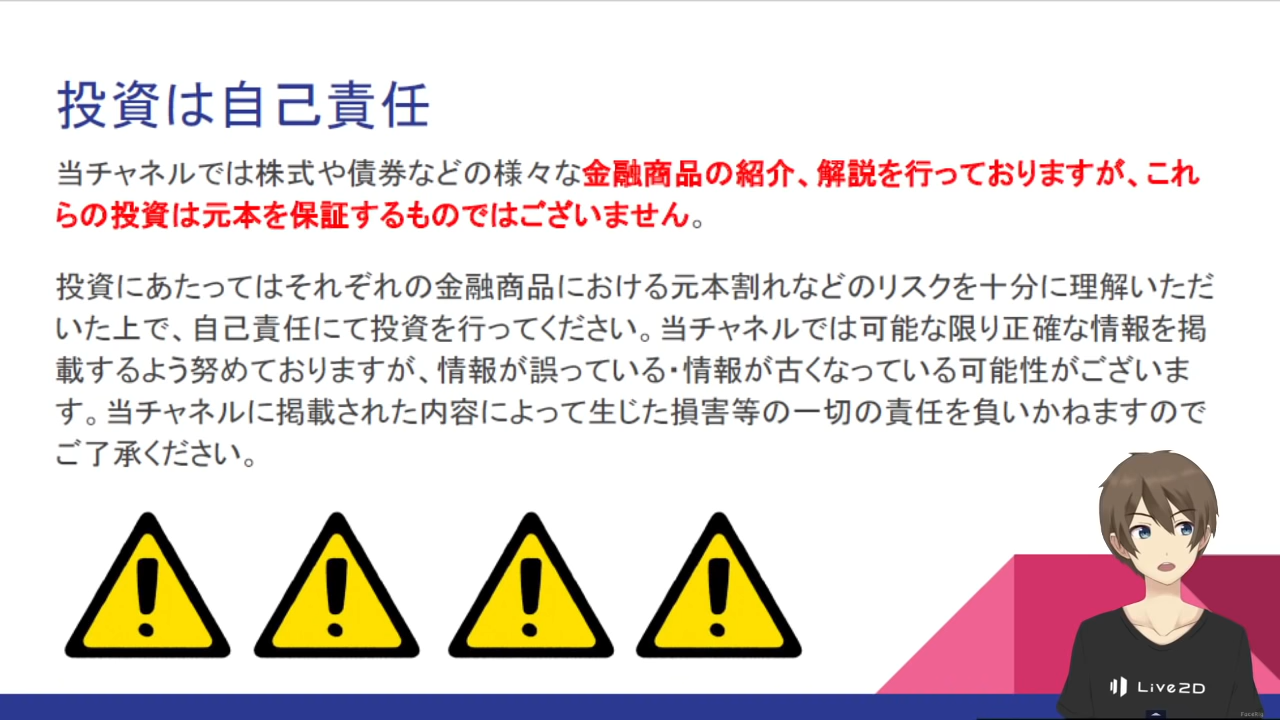 投資は自己責任
当チャネルでは株式や債券などの様々な金融商品の紹介、解説を行っておりますが、これ
らの投資は元本を保証するものではございません。
投資にあたってはそれぞれの金融商品における元本割れなどのリスクを十分に理解いただ
いた上で、自己責任にて投資を行ってください。当チャネルでは可能な限り正確な情報を掲
載するよう努めておりますが、情報が誤っている・情報が古くなっている可能性がございま
す。当チャネルに掲載された内容によって生じた損害等の一切の責任を負いかねますので
ご了承ください。
Live2D
FaceRig